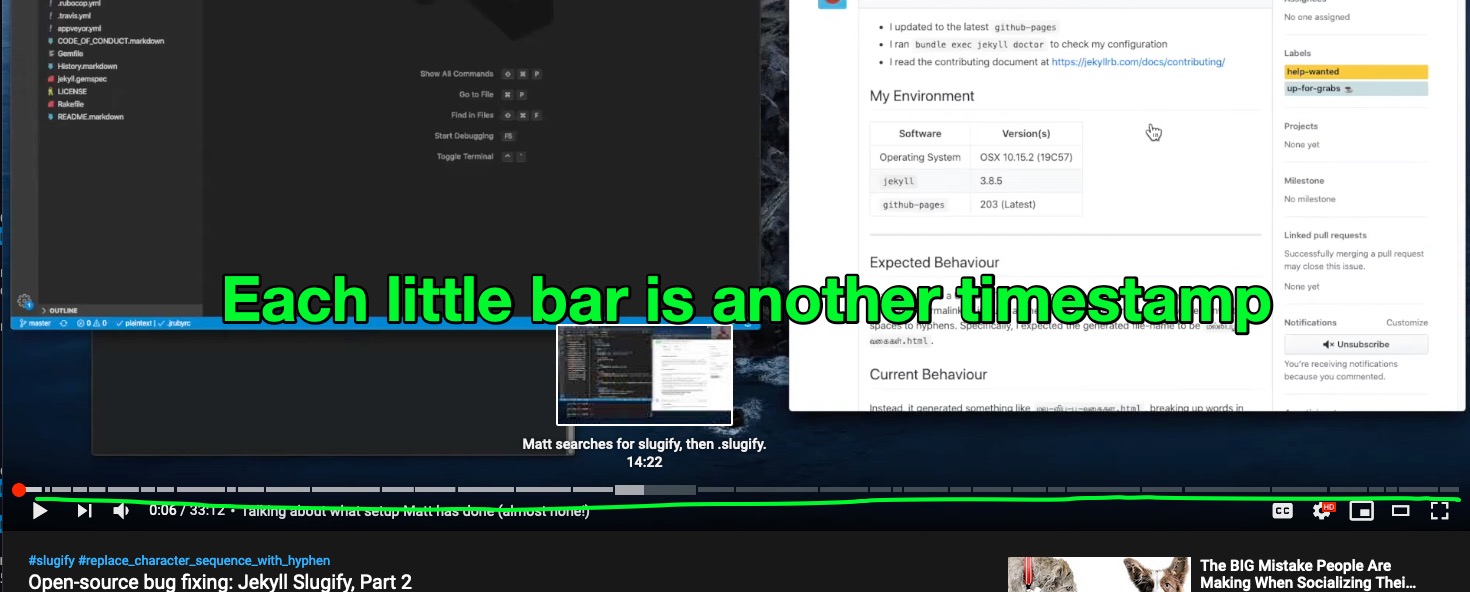 .rubocop.yml
.travis.yml
appveyor.yml
CODE_OF_CONDUCT.markdown
Gemfile
History.markdown
jekyll.gemspec
LICENSE
Rakefile
README.markdown
OUTLINE
master
0 0
plaintext | .jrubyrc
Show All Commands ⇧ ⌘ P
Go to File ⌘ P
Find in Files ⇧ ⌘ F
Start Debugging F5
Toggle Terminal ^ `
I updated to the latest github-pages
I ran bundle exec jekyll doctor to check my configuration
I read the contributing document at https://jekyllrb.com/docs/contributing/
My Environment
Software Version(s)
Operating System OSX 10.15.2 (19C57)
jekyll 3.8.5
github-pages 203 (Latest)
Expected Behaviour
spaces to hyphens. Specifically, I expected the generated file-name to be
.html.
Current Behaviour
Instead, it generated something like .html breaking up words in
No one assigned
Labels
help-wanted
up-for-grabs
Projects
None yet
Milestone
No milestone
Linked pull requests
Successfully merging a pull request
may close this issue.
None yet
Notifications Customize
Unsubscribe
You're receiving notifications
because you commented.
Each little bar is another timestamp
Matt searches for slugify, then .slugify.
14:22
0:06 / 33:12 • Talking about what setup Matt has done (almost none!)
CC
HD
#slugify #replace_character_sequence_with_hyphen
Open-source bug fixing: Jekyll Slugify, Part 2
The BIG Mistake People Are
Making When Socializing Thei...